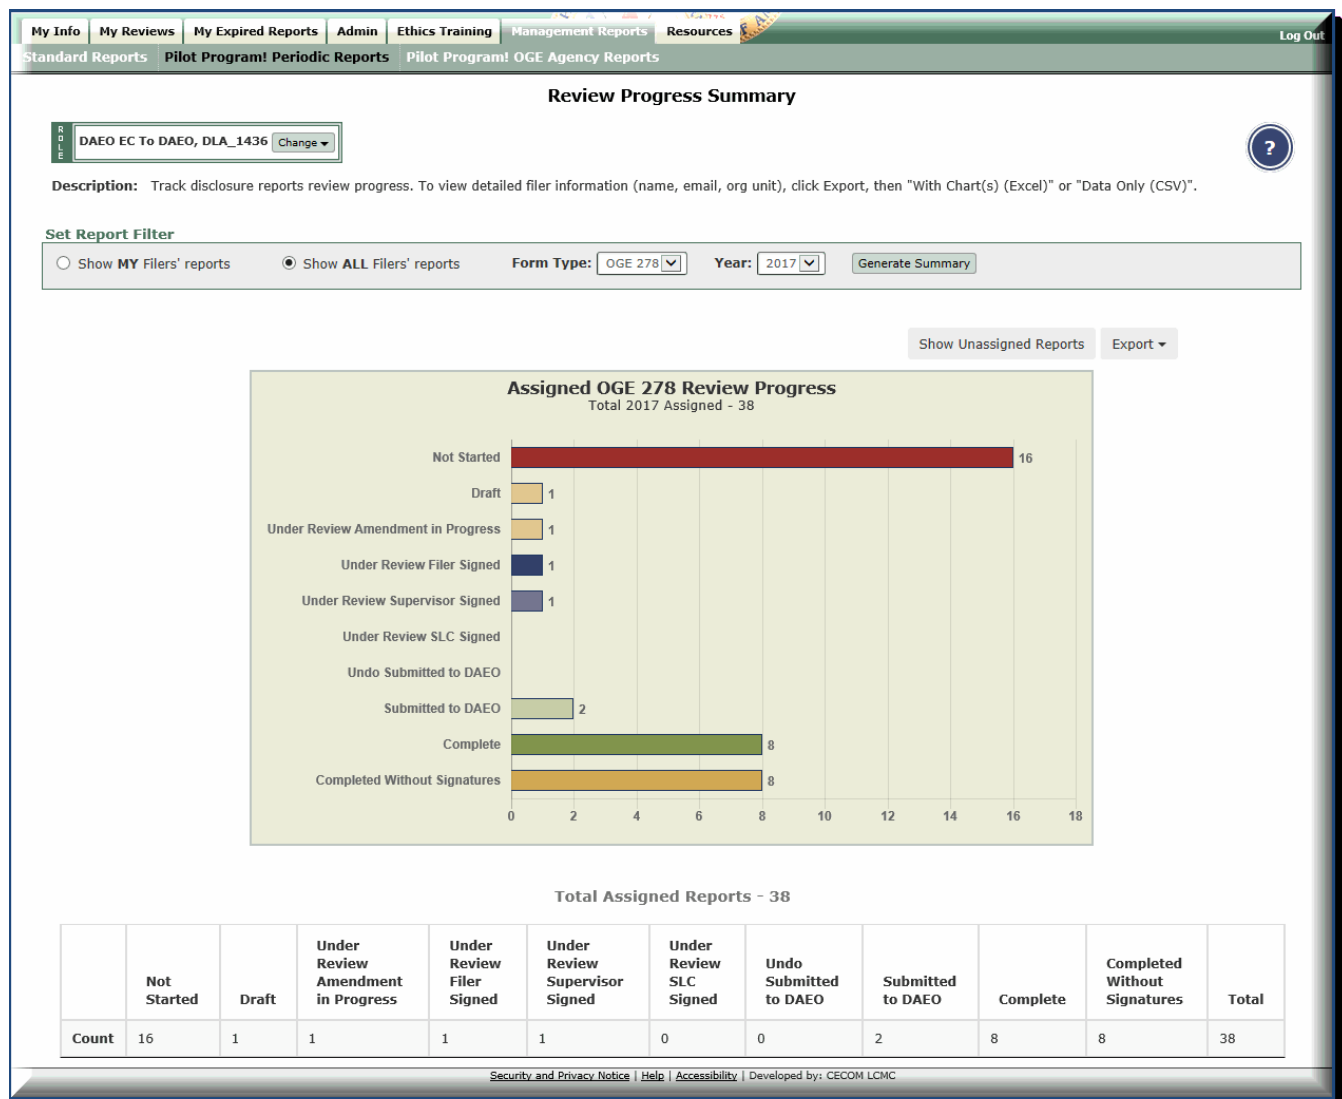 My Info My Reviews My Expired Reports Admin Ethics Training Management Reports Resources
Log Out
Standard Reports Pilot Program! Periodic Reports Pilot Program! OGE Agency Reports
Review Progress Summary
ROLE
DAEO EC To DAEO, DLA_1436 Change
?
Description: Track disclosure reports review progress. To view detailed filer information (name, email, org unit), click Export, then "With Chart(s) (Excel)" or "Data Only (CSV)".
Set Report Filter
Show MY Filers' reports Show ALL Filers' reports Form Type: OGE 278 Year: 2017 Generate Summary
Show Unassigned Reports Export
Assigned OGE 278 Review Progress
Total 2017 Assigned - 38
Not Started 16
Draft 1
Under Review Amendment in Progress 1
Under Review Filer Signed 1
Under Review Supervisor Signed 1
Under Review SLC Signed
Undo Submitted to DAEO
Submitted to DAEO 2
Complete 8
Completed Without Signatures 8
0 2 4 6 8 10 12 14 16 18
Total Assigned Reports - 38
Not Started Draft Under Review Amendment in Progress Under Review Filer Signed Under Review Supervisor Signed Under Review SLC Signed Undo Submitted to DAEO Submitted to DAEO Complete Completed Without Signatures Total
Count 16 1 1 1 1 0 0 2 8 8 38
Security and Privacy Notice | Help | Accessibility | Developed by: CECOM LCMC